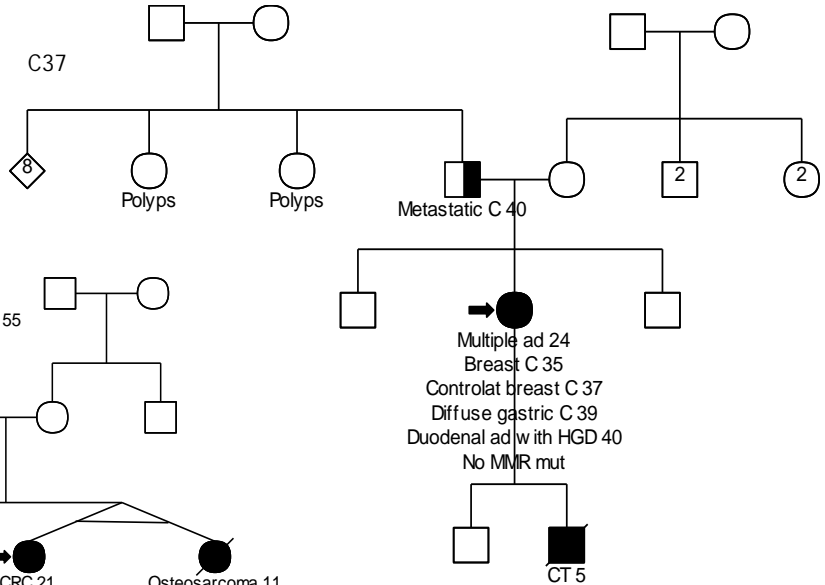 C37
8
Polyps
Polyps
Metastatic C 40
2
2
55
Multiple ad 24
Breast C 35
Controlat breast C 37
Diffuse gastric C 39
Duodenal ad with HGD 40
No MMR mut
CRC 21
Osteosarcoma 11
CT 5